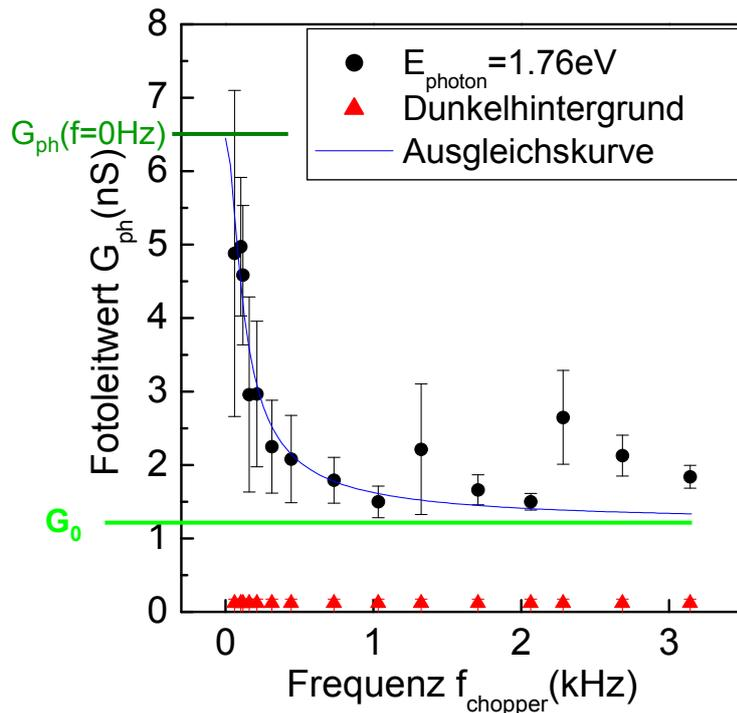 8
7
6
5
4
3
2
1
0
Fotoleitwert G_ph(nS)
G_ph(f=0Hz)
G_0
E_photon=1.76eV
Dunkelhintergrund
Ausgleichskurve
0 1 2 3
Frequenz f_chopper(kHz)